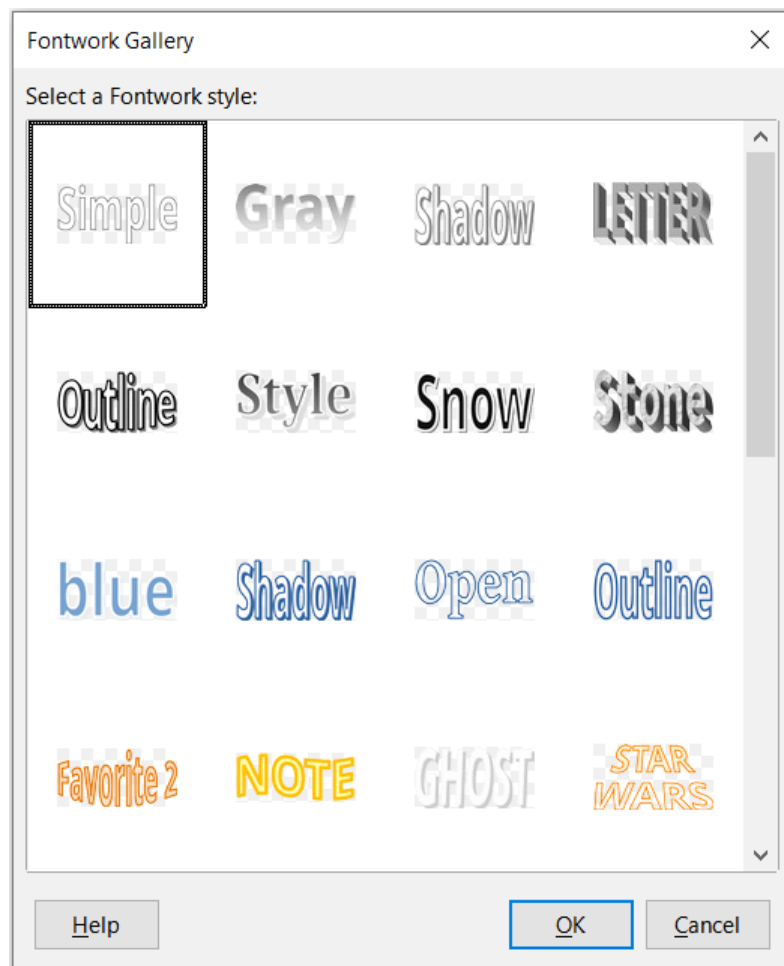 Fontwork Gallery
Select a Fontwork style:
Simple Gray Shadow LETTER
Outline Style Snow Stone
blue Shadow Open Outline
Favorite 2 NOTE GHOST STAR
WARS
Help OK Cancel